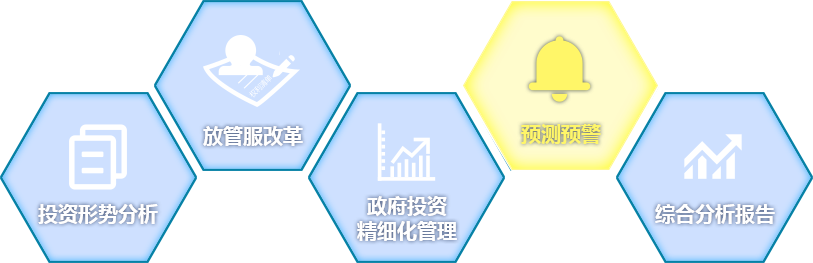 投资形势分析
放管服改革
政府投资
精细化管理
预测预警
综合分析报告